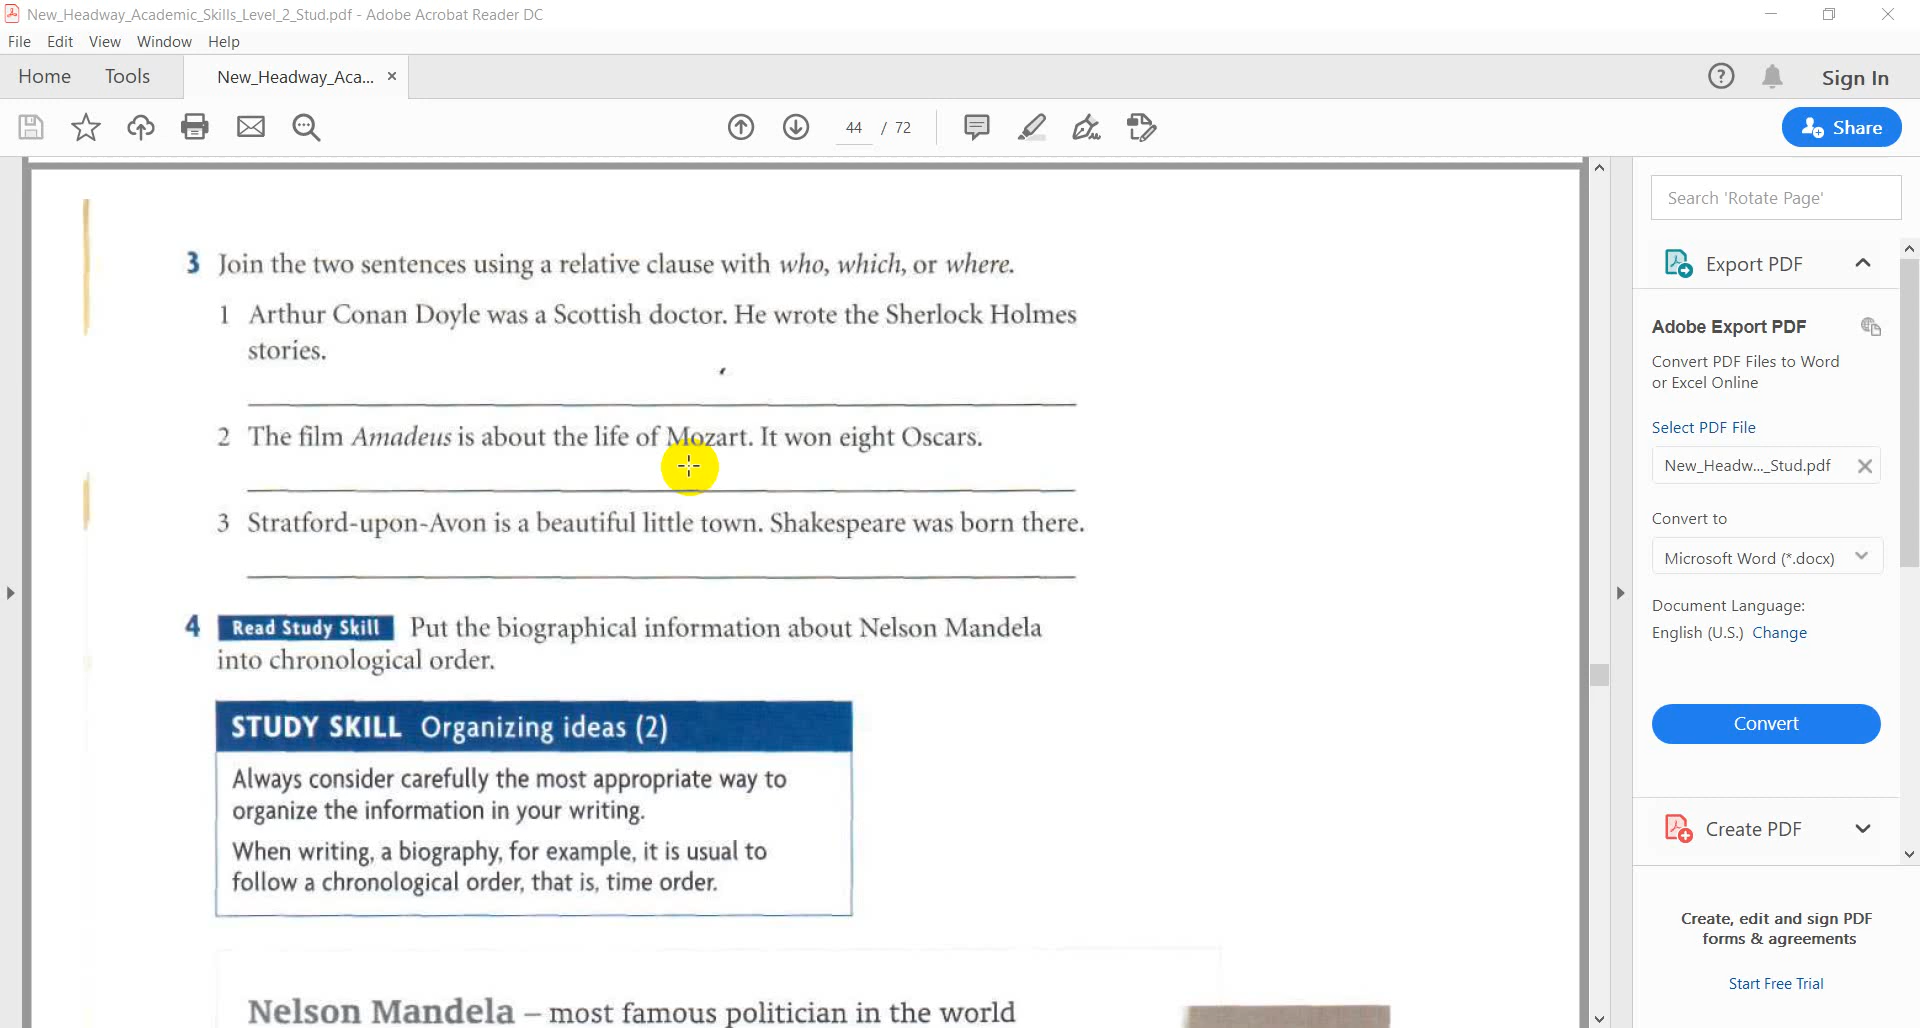 New_Headway_Academic_Skills_Level_2_Stud.pdf - Adobe Acrobat Reader DC
File Edit View Window Help
Home Tools New_Headway_Aca... × Sign In
44 / 72 Share
Search 'Rotate Page'
3 Join the two sentences using a relative clause with who, which, or where.
1 Arthur Conan Doyle was a Scottish doctor. He wrote the Sherlock Holmes
stories.
2 The film Amadeus is about the life of Mozart. It won eight Oscars.
3 Stratford-upon-Avon is a beautiful little town. Shakespeare was born there.
4 Read Study Skill Put the biographical information about Nelson Mandela
into chronological order.
STUDY SKILL Organizing ideas (2)
Always consider carefully the most appropriate way to
organize the information in your writing.
When writing, a biography, for example, it is usual to
follow a chronological order, that is, time order.
Nelson Mandela – most famous politician in the world
Export PDF
Adobe Export PDF
Convert PDF Files to Word
or Excel Online
Select PDF File
New_Headw..._Stud.pdf
Convert to
Microsoft Word (*.docx)
Document Language:
English (U.S.) Change
Convert
Create PDF
Create, edit and sign PDF
forms & agreements
Start Free Trial